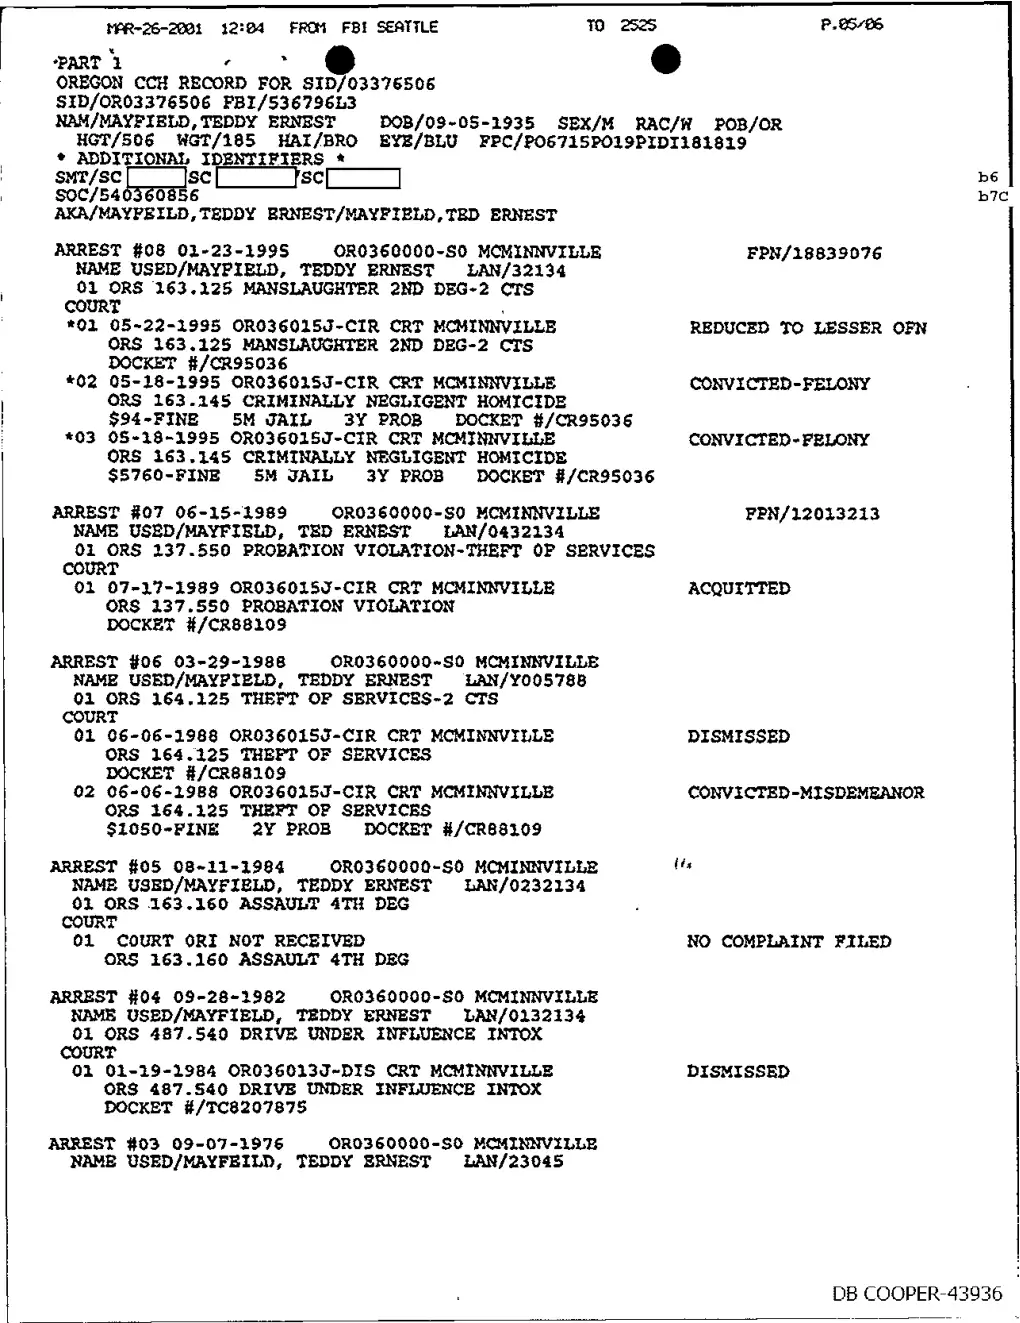 MAR-26-2001 12:04 FROM FBI SEATTLE TO 2525 P.05/06
PART 1
OREGON CCH RECORD FOR SID/03376506
SID/OR03376506 FBI/536796L3
NAM/MAYFIELD,TEDDY ERNEST DOB/09-05-1935 SEX/M RAC/W POB/OR
HGT/506 WGT/185 HAI/BRO EYE/BLU FPC/PO6715PO19PIDI181819
* ADDITIONAL IDENTIFIERS *
SMT/SC SC SC b6
SOC/540360856 b7C
AKA/MAYFEILD,TEDDY ERNEST/MAYFIELD,TED ERNEST
ARREST #08 01-23-1995 OR0360000-SO MCMINNVILLE FPN/18839076
NAME USED/MAYFIELD, TEDDY ERNEST LAN/32134
01 ORS 163.125 MANSLAUGHTER 2ND DEG-2 CTS
COURT
*01 05-22-1995 OR036015J-CIR CRT MCMINNVILLE REDUCED TO LESSER OFN
ORS 163.125 MANSLAUGHTER 2ND DEG-2 CTS
DOCKET #/CR95036
*02 05-18-1995 OR036015J-CIR CRT MCMINNVILLE CONVICTED-FELONY
ORS 163.145 CRIMINALLY NEGLIGENT HOMICIDE
$94-FINE 5M JAIL 3Y PROB DOCKET #/CR95036
*03 05-18-1995 OR036015J-CIR CRT MCMINNVILLE CONVICTED-FELONY
ORS 163.145 CRIMINALLY NEGLIGENT HOMICIDE
$5760-FINE 5M JAIL 3Y PROB DOCKET #/CR95036
ARREST #07 06-15-1989 OR0360000-SO MCMINNVILLE FPN/12013213
NAME USED/MAYFIELD, TED ERNEST LAN/0432134
01 ORS 137.550 PROBATION VIOLATION-THEFT OF SERVICES
COURT
01 07-17-1989 OR036015J-CIR CRT MCMINNVILLE ACQUITTED
ORS 137.550 PROBATION VIOLATION
DOCKET #/CR88109
ARREST #06 03-29-1988 OR0360000-SO MCMINNVILLE
NAME USED/MAYFIELD, TEDDY ERNEST LAN/Y005788
01 ORS 164.125 THEFT OF SERVICES-2 CTS
COURT
01 06-06-1988 OR036015J-CIR CRT MCMINNVILLE DISMISSED
ORS 164.125 THEFT OF SERVICES
DOCKET #/CR88109
02 06-06-1988 OR036015J-CIR CRT MCMINNVILLE CONVICTED-MISDEMEANOR
ORS 164.125 THEFT OF SERVICES
$1050-FINE 2Y PROB DOCKET #/CR88109
ARREST #05 08-11-1984 OR0360000-SO MCMINNVILLE
NAME USED/MAYFIELD, TEDDY ERNEST LAN/0232134
01 ORS 163.160 ASSAULT 4TH DEG
COURT
01 COURT ORI NOT RECEIVED NO COMPLAINT FILED
ORS 163.160 ASSAULT 4TH DEG
ARREST #04 09-28-1982 OR0360000-SO MCMINNVILLE
NAME USED/MAYFIELD, TEDDY ERNEST LAN/0132134
01 ORS 487.540 DRIVE UNDER INFLUENCE INTOX
COURT
01 01-19-1984 OR036013J-DIS CRT MCMINNVILLE DISMISSED
ORS 487.540 DRIVE UNDER INFLUENCE INTOX
DOCKET #/TC8207875
ARREST #03 09-07-1976 OR0360000-SO MCMINNVILLE
NAME USED/MAYFEILD, TEDDY ERNEST LAN/23045
DB COOPER-43936